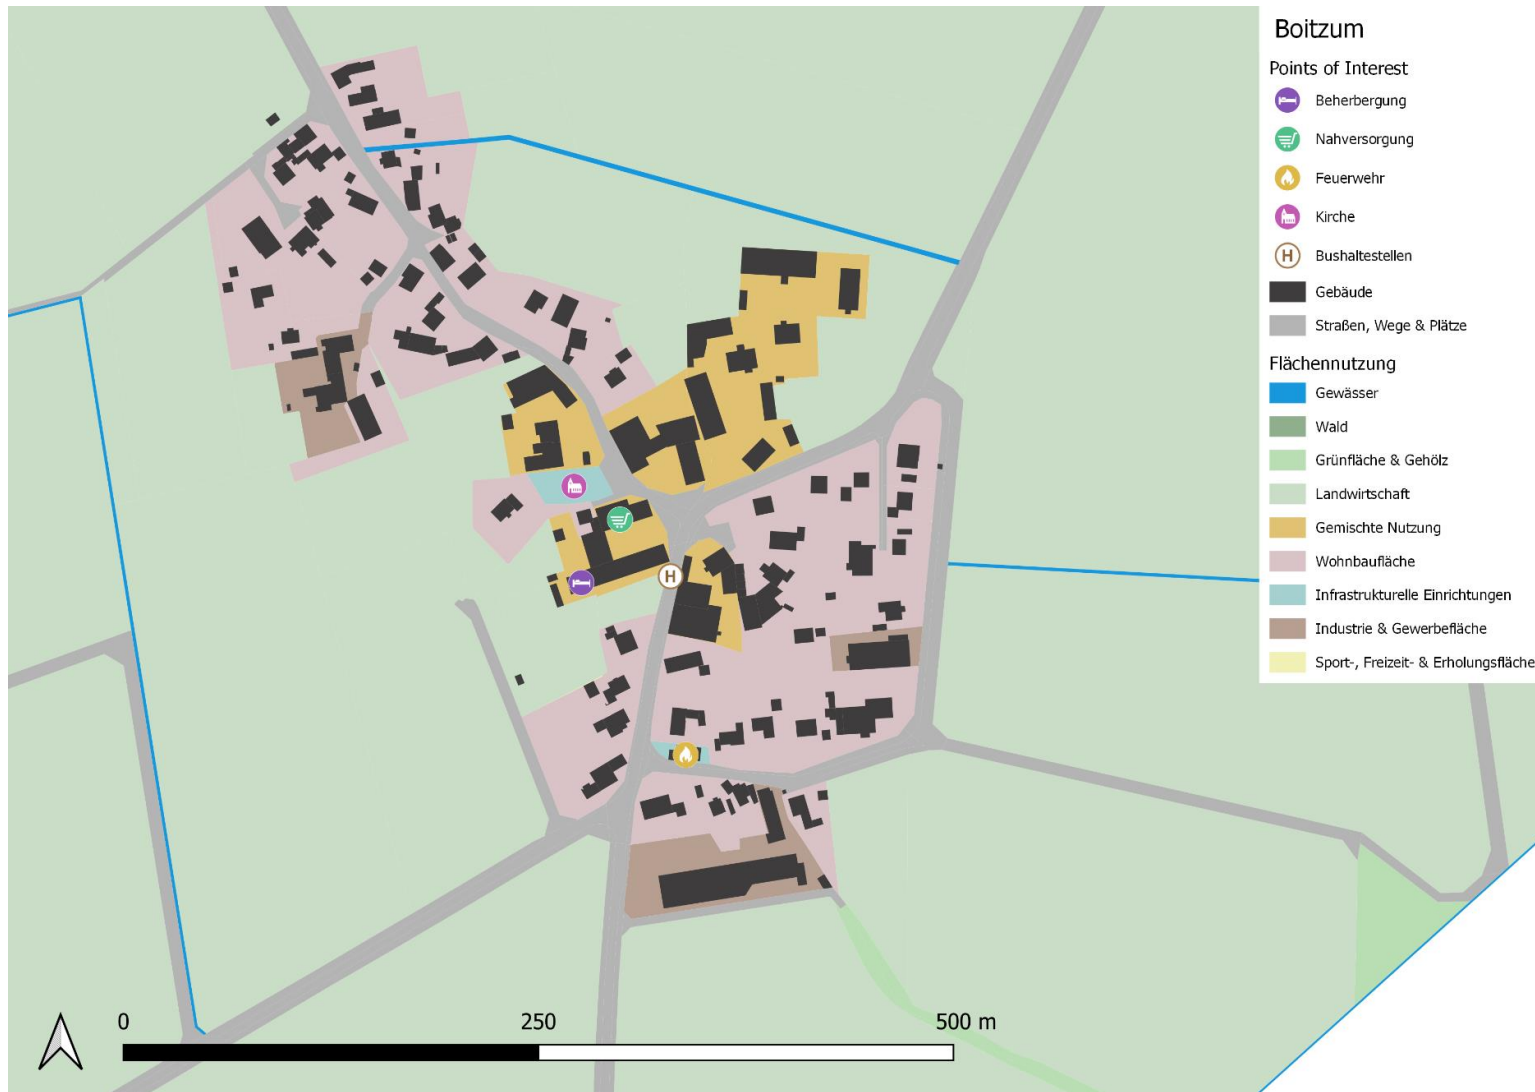 Boitzum
Points of Interest
Beherbergung
Nahversorgung
Feuerwehr
Kirche
H
Bushaltestellen
Gebäude
Straßen, Wege & Plätze
Flächennutzung
Gewässer
Wald
Grünfläche & Gehölz
Landwirtschaft
Gemischte Nutzung
Wohnbaufläche
Infrastrukturelle Einrichtungen
Industrie & Gewerbefläche
Sport-, Freizeit- & Erholungsfläche
H
0 250 500 m